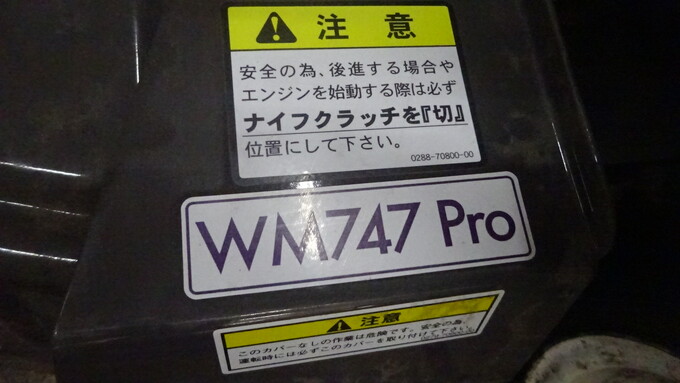 注意
安全の為、後進する場合や
エンジンを始動する際は必ず
ナイフクラッチを『切』
位置にして下さい。
0288-70800-00
WM747 Pro
注意
このカバーなしの作業は危険です。安全の為、
運転時には必ずこのカバーを取り付けて下さい。